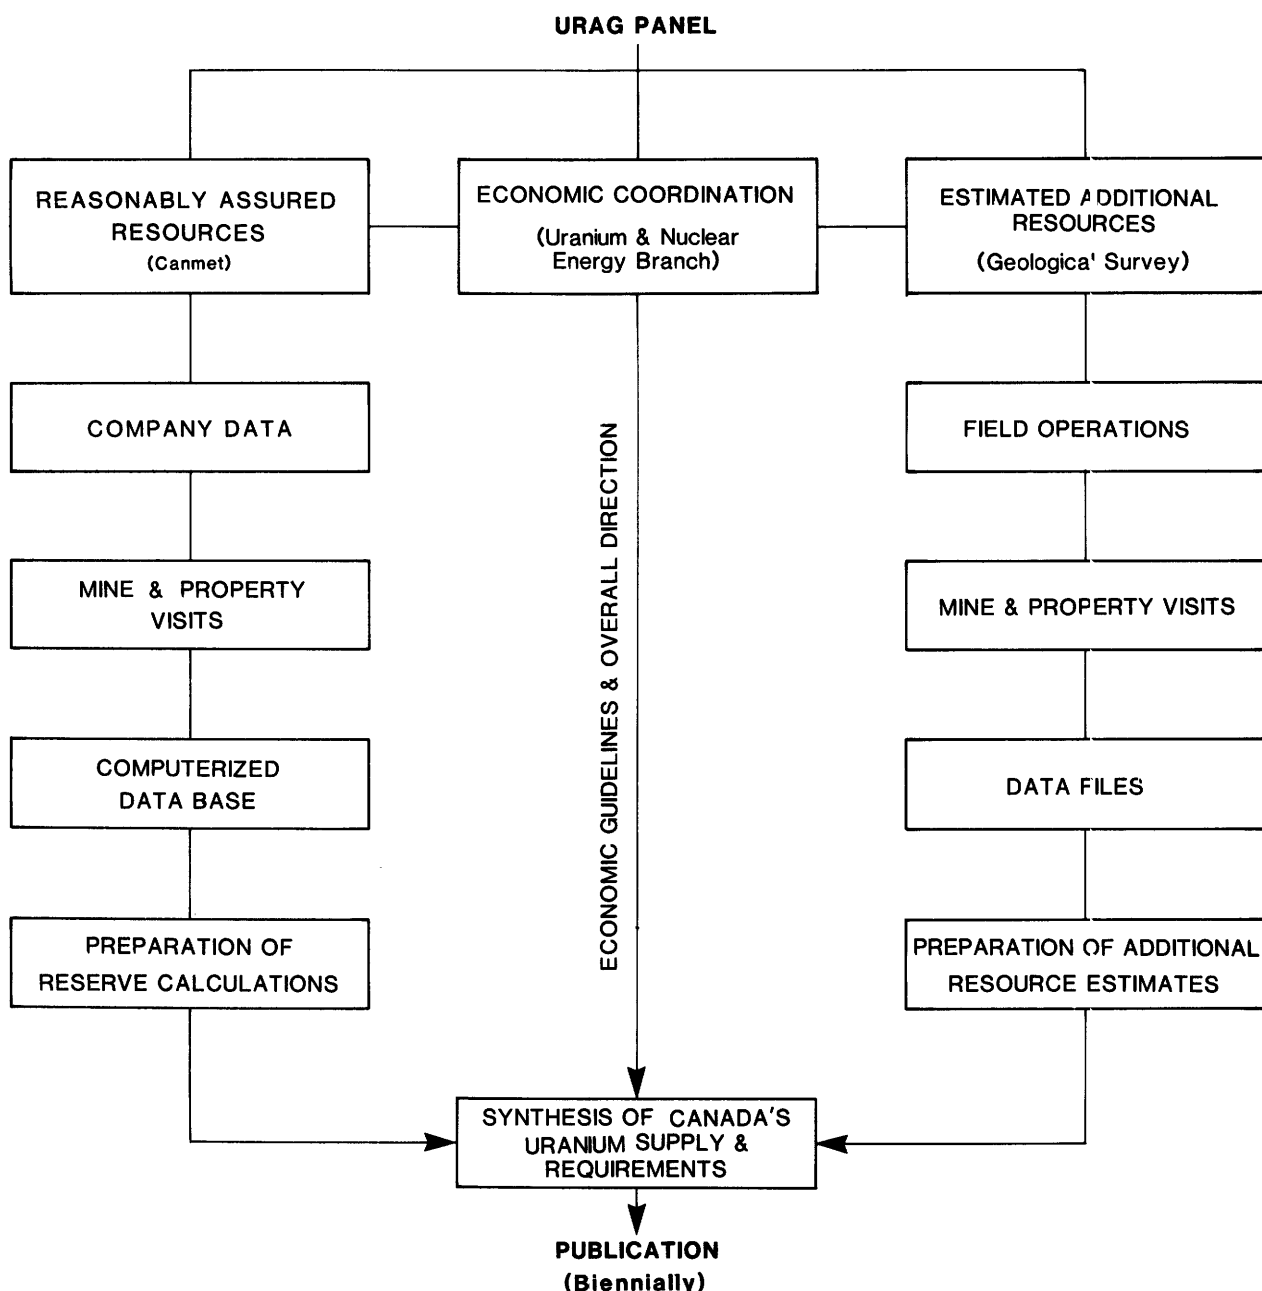 URAG PANEL
REASONABLY ASSURED
RESOURCES
(Canmet)
ECONOMIC COORDINATION
(Uranium & Nuclear
Energy Branch)
ESTIMATED ADDITIONAL
RESOURCES
(Geological Survey)
COMPANY DATA
FIELD OPERATIONS
ECONOMIC GUIDELINES & OVERALL DIRECTION
MINE & PROPERTY
VISITS
MINE & PROPERTY VISITS
COMPUTERIZED
DATA BASE
DATA FILES
PREPARATION OF
RESERVE CALCULATIONS
PREPARATION OF ADDITIONAL
RESOURCE ESTIMATES
SYNTHESIS OF CANADA'S
URANIUM SUPPLY &
REQUIREMENTS
PUBLICATION
(Biennially)